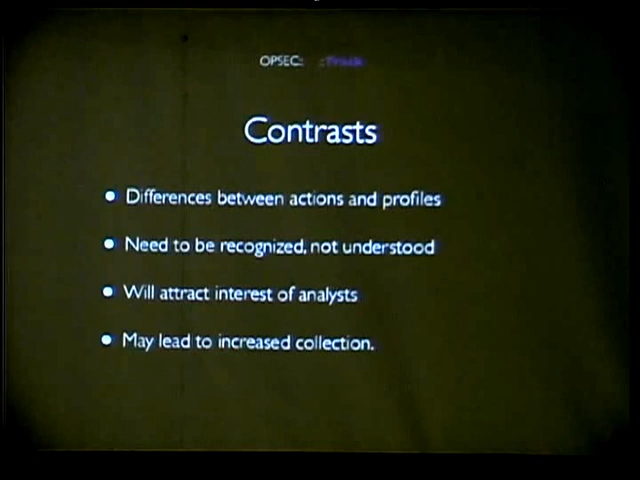 OPSEC:
Contrasts
• Differences between actions and profiles
• Need to be recognized, not understood
• Will attract interest of analysts
• May lead to increased collection.